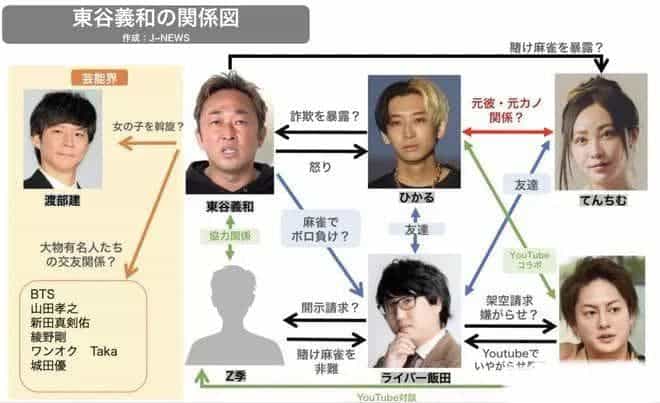 東谷義和の関係図
作成：J-NEWS
賭け麻雀を暴露？
芸能界
女の子を斡旋？
詐欺を暴露？
元彼・元カノ
関係？
怒り
渡部建
東谷義和
ひかる
てんちむ
大物有名人たち
の交友関係？
協力関係
麻雀で
ボロ負け？
友達
友達
YouTube
コラボ
BTS
山田孝之
新田真剣佑
綾野剛
ワンオク　Taka
城田優
開示請求？
架空請求
嫌がらせ？
賭け麻雀を
非難
Youtubeで
いやがらせ
Z李
ライバー飯田
YouTube対談